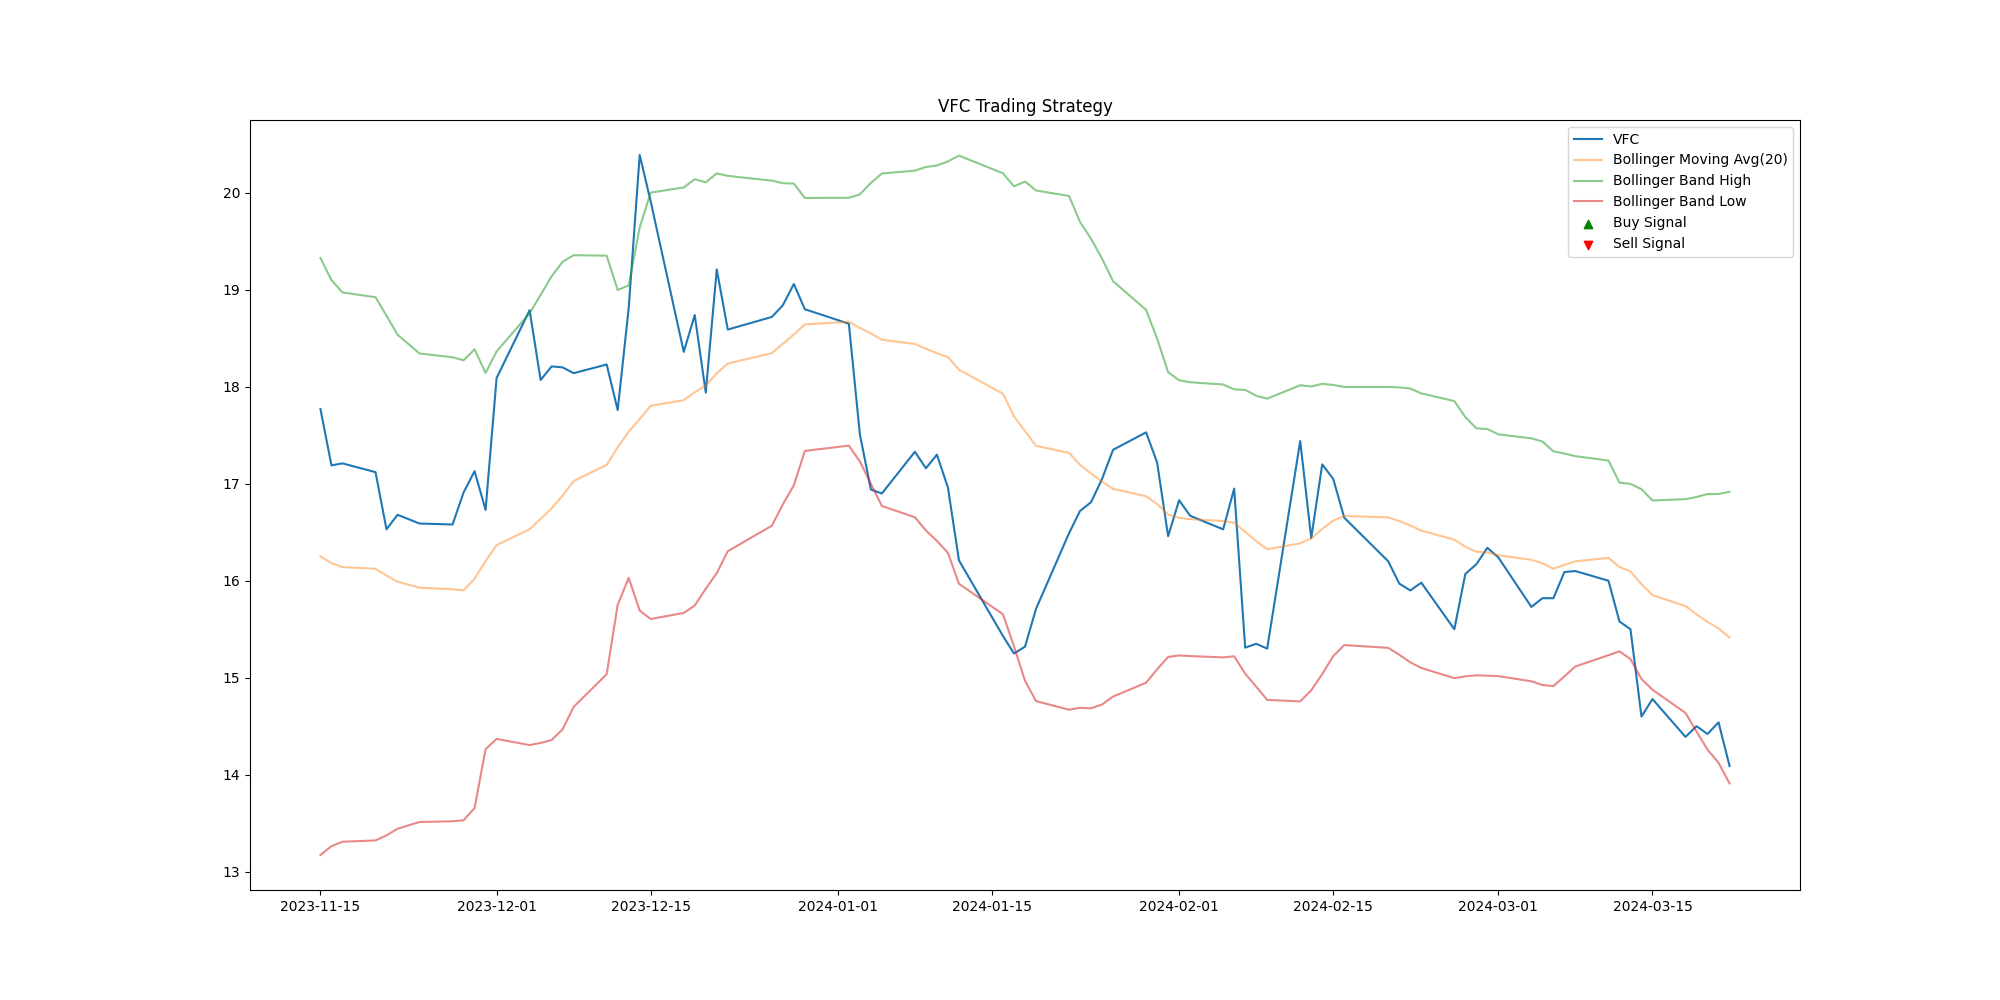 VFC Trading Strategy
VFC
Bollinger Moving Avg(20)
Bollinger Band High
Bollinger Band Low
Buy Signal
Sell Signal
20
19
18
17
16
15
14
13
2023-11-15
2023-12-01
2023-12-15
2024-01-01
2024-01-15
2024-02-01
2024-02-15
2024-03-01
2024-03-15